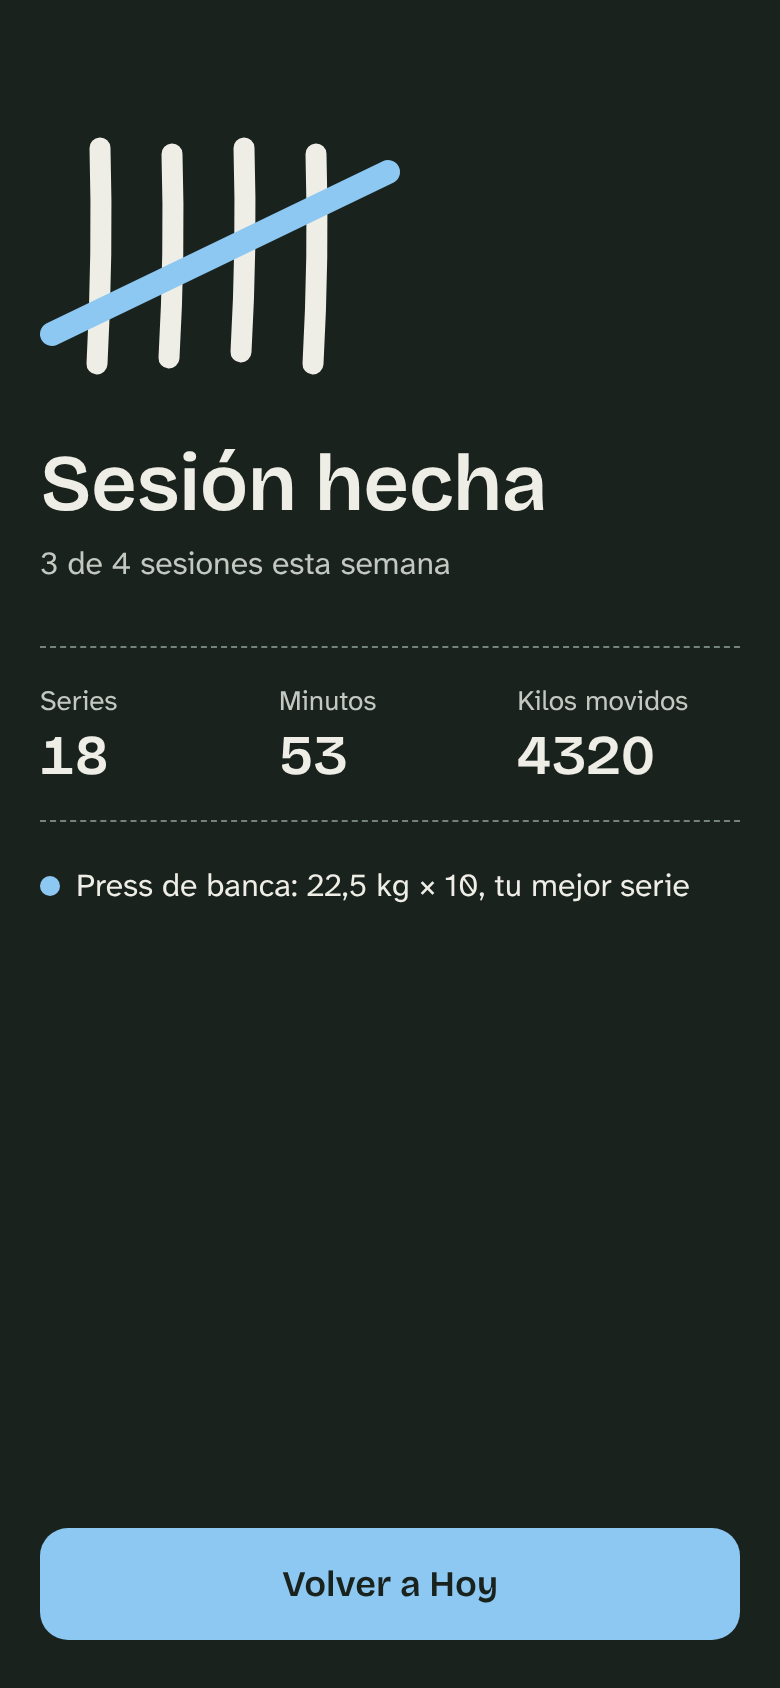 Sesión hecha
3 de 4 sesiones esta semana
Series Minutos Kilos movidos
18 53 4320
Press de banca: 22,5 kg × 10, tu mejor serie
Volver a Hoy